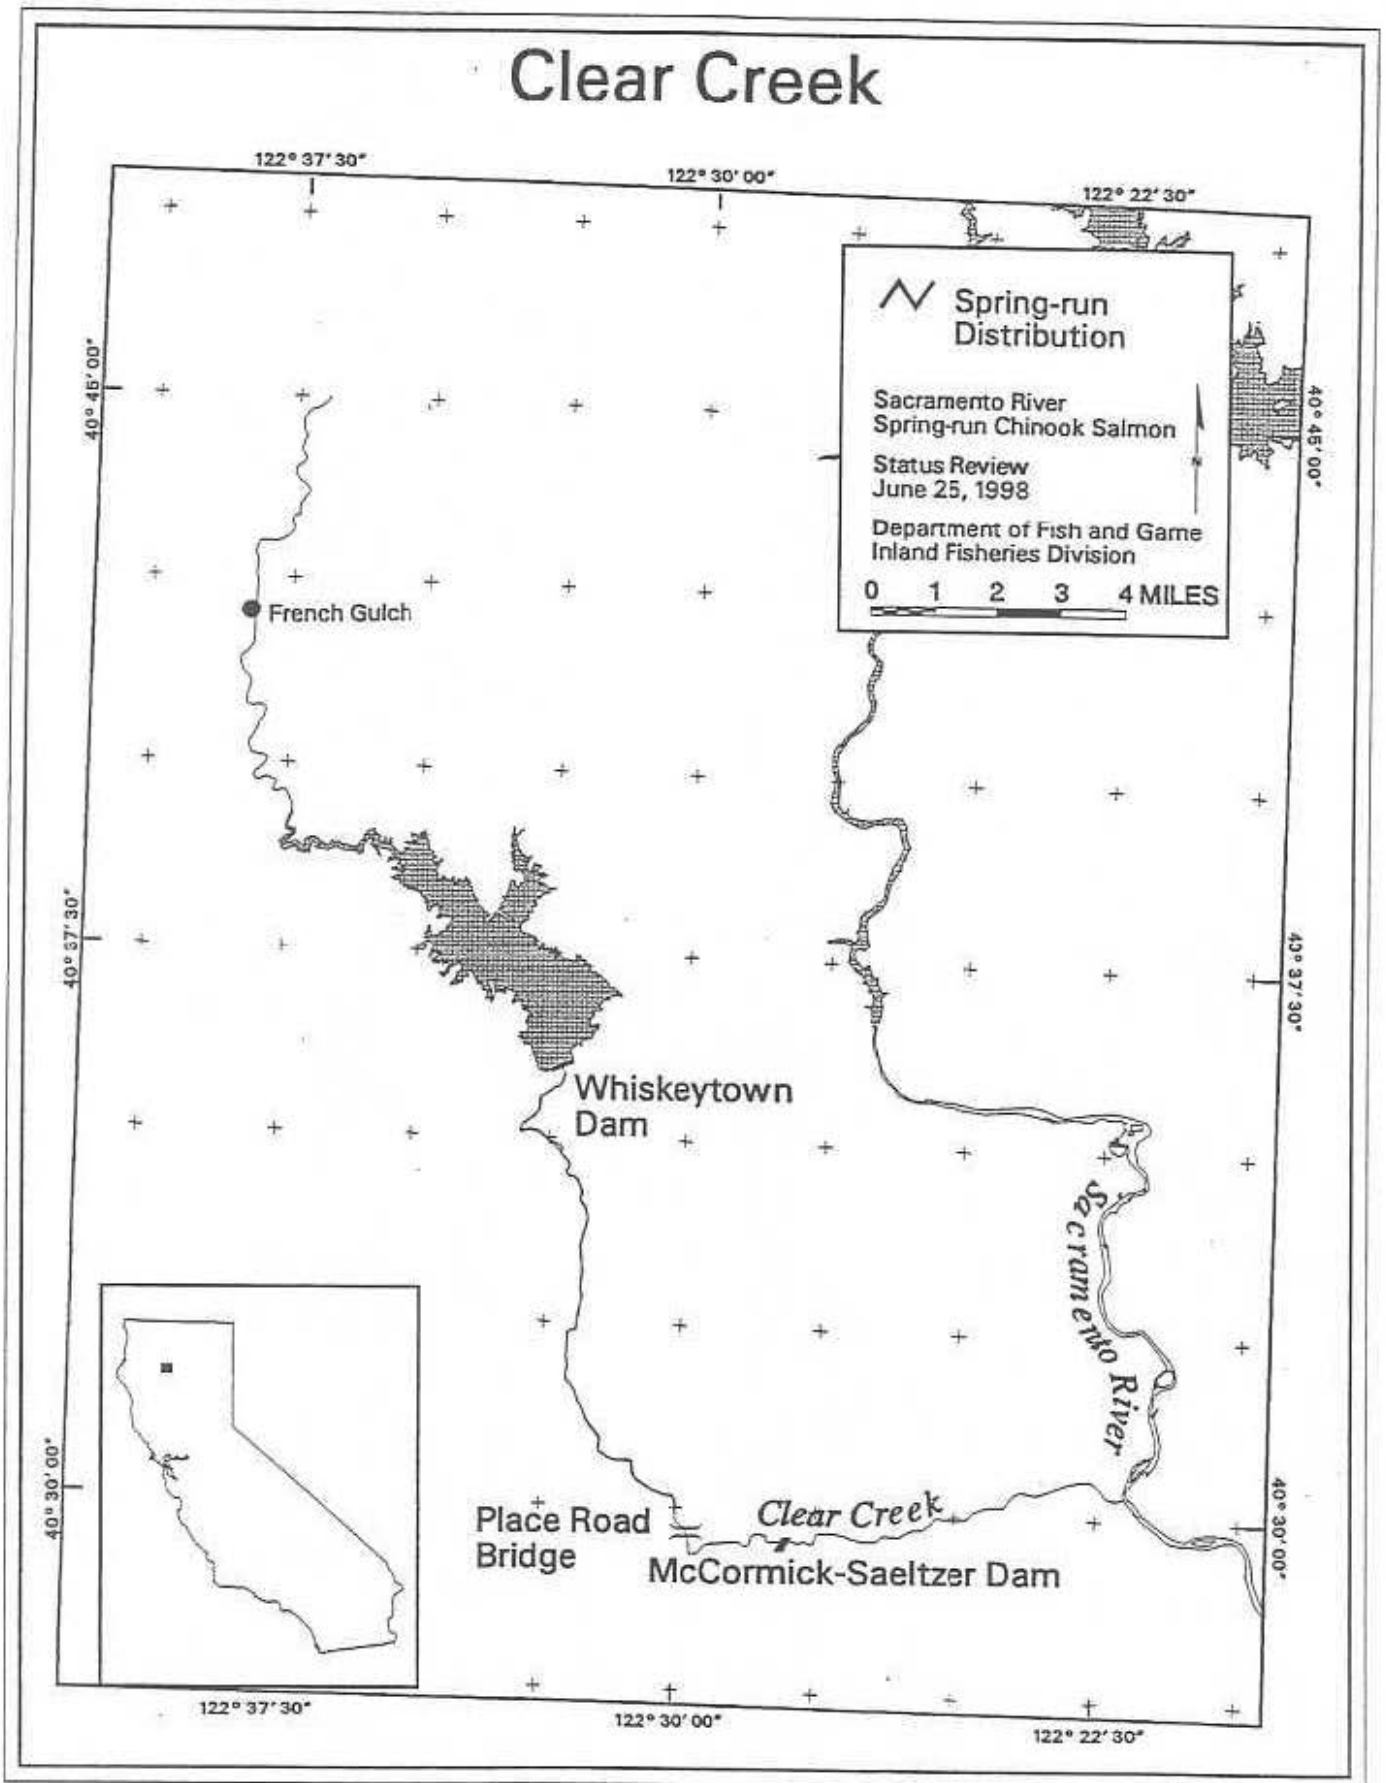 Clear Creek
122° 37' 30"
122° 30' 00"
122° 22' 30"
Spring-run
Distribution
Sacramento River
Spring-run Chinook Salmon
Status Review
June 25, 1998
Department of Fish and Game
Inland Fisheries Division
0 1 2 3 4 MILES
N
40° 45' 00"
40° 45' 00"
French Gulch
40° 37' 30"
40° 37' 30"
Whiskeytown
Dam
Sacramento River
40° 30' 00"
40° 30' 00"
Place Road
Bridge
Clear Creek
McCormick-Saeltzer Dam
122° 37' 30"
122° 30' 00"
122° 22' 30"